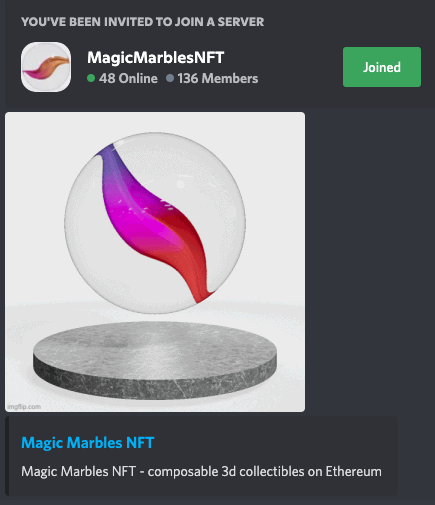 YOU'VE BEEN INVITED TO JOIN A SERVER
MagicMarblesNFT
48 Online 136 Members
Joined
imgflip.com
Magic Marbles NFT
Magic Marbles NFT - composable 3d collectibles on Ethereum